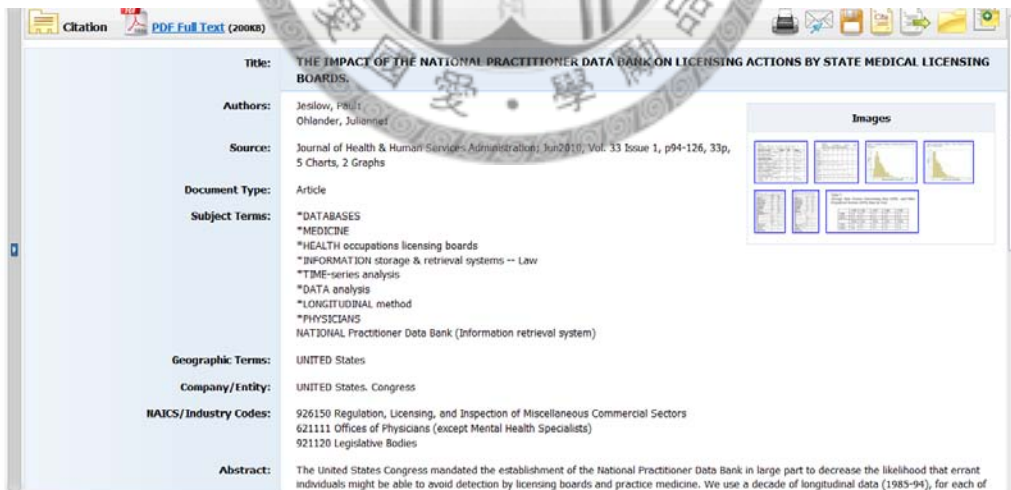 Citation PDF Full Text (200KB)
Title: THE IMPACT OF THE NATIONAL PRACTITIONER DATA BANK ON LICENSING ACTIONS BY STATE MEDICAL LICENSING
BOARDS.
Authors: Jesilow, Paul
Ohlander, Julianne
Images
Source: Journal of Health & Human Services Administration; Jun2010, Vol. 33 Issue 1, p94-126, 33p,
5 Charts, 2 Graphs
Document Type: Article
Subject Terms: *DATABASES
*MEDICINE
*HEALTH occupations licensing boards
*INFORMATION storage & retrieval systems -- Law
*TIME-series analysis
*DATA analysis
*LONGITUDINAL method
*PHYSICIANS
NATIONAL Practitioner Data Bank (Information retrieval system)
Geographic Terms: UNITED States
Company/Entity: UNITED States. Congress
NAICS/Industry Codes: 926150 Regulation, Licensing, and Inspection of Miscellaneous Commercial Sectors
621111 Offices of Physicians (except Mental Health Specialists)
921120 Legislative Bodies
Abstract: The United States Congress mandated the establishment of the National Practitioner Data Bank in large part to decrease the likelihood that errant
individuals might be able to avoid detection by licensing boards and practice medicine. We use a decade of longitudinal data (1985-94), for each of
愛 · 學
國 勵